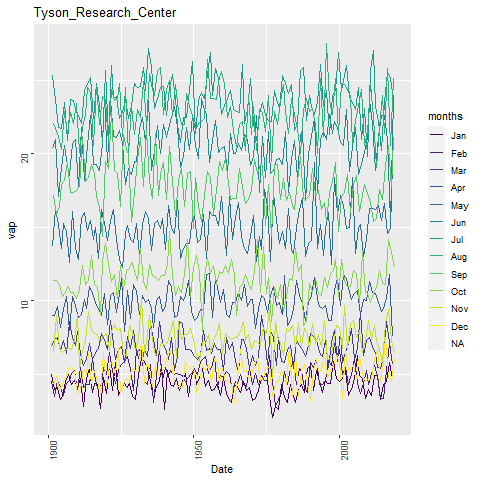 Tyson_Research_Center
vap
20
10
1900
1950
2000
Date
months
Jan
Feb
Mar
Apr
May
Jun
Jul
Aug
Sep
Oct
Nov
Dec
NA